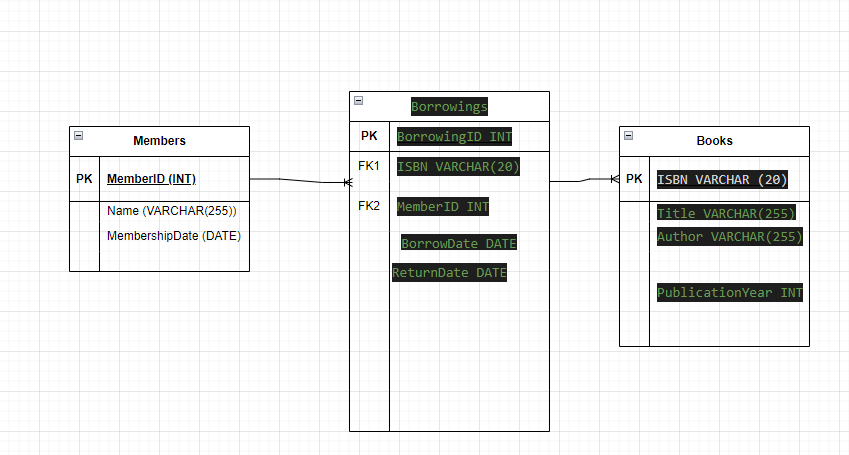 Members
PK MemberID (INT)
Name (VARCHAR(255))
MembershipDate (DATE)
Borrowings
PK BorrowingID INT
FK1 ISBN VARCHAR(20)
FK2 MemberID INT
BorrowDate DATE
ReturnDate DATE
Books
PK ISBN VARCHAR (20)
Title VARCHAR(255)
Author VARCHAR(255)
PublicationYear INT